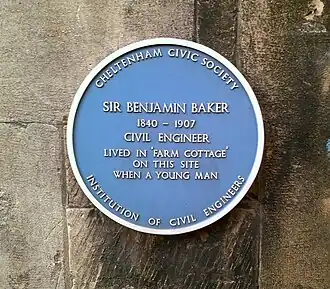 CHELTENHAM CIVIC SOCIETY
SIR BENJAMIN BAKER
1840 - 1907
CIVIL ENGINEER
LIVED IN 'FARM COTTAGE'
ON THIS SITE
WHEN A YOUNG MAN
INSTITUTION OF CIVIL ENGINEERS